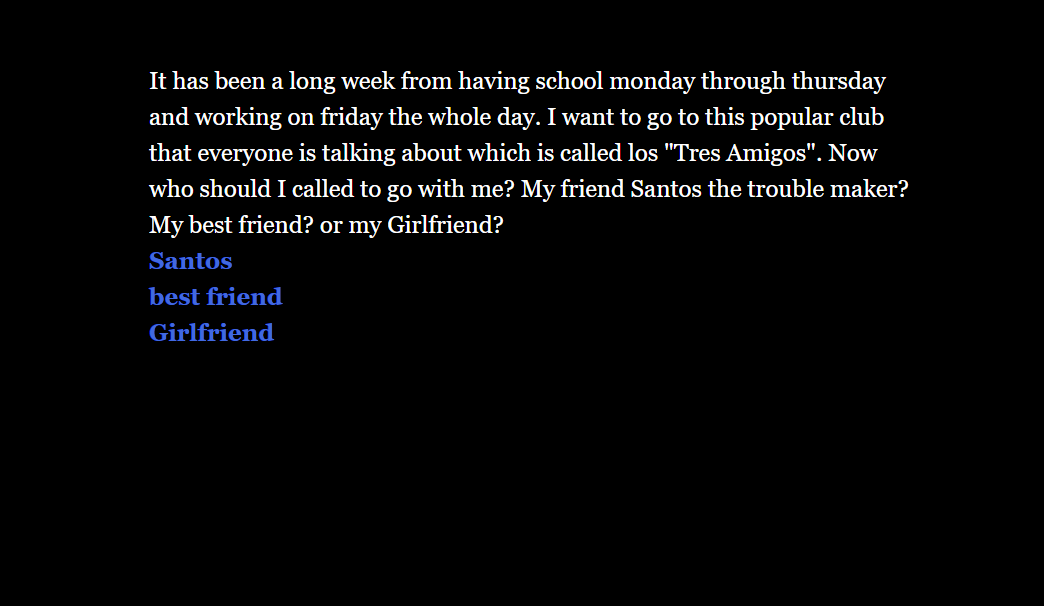 It has been a long week from having school monday through thursday
and working on friday the whole day. I want to go to this popular club
that everyone is talking about which is called los "Tres Amigos". Now
who should I called to go with me? My friend Santos the trouble maker?
My best friend? or my Girlfriend?
Santos
best friend
Girlfriend